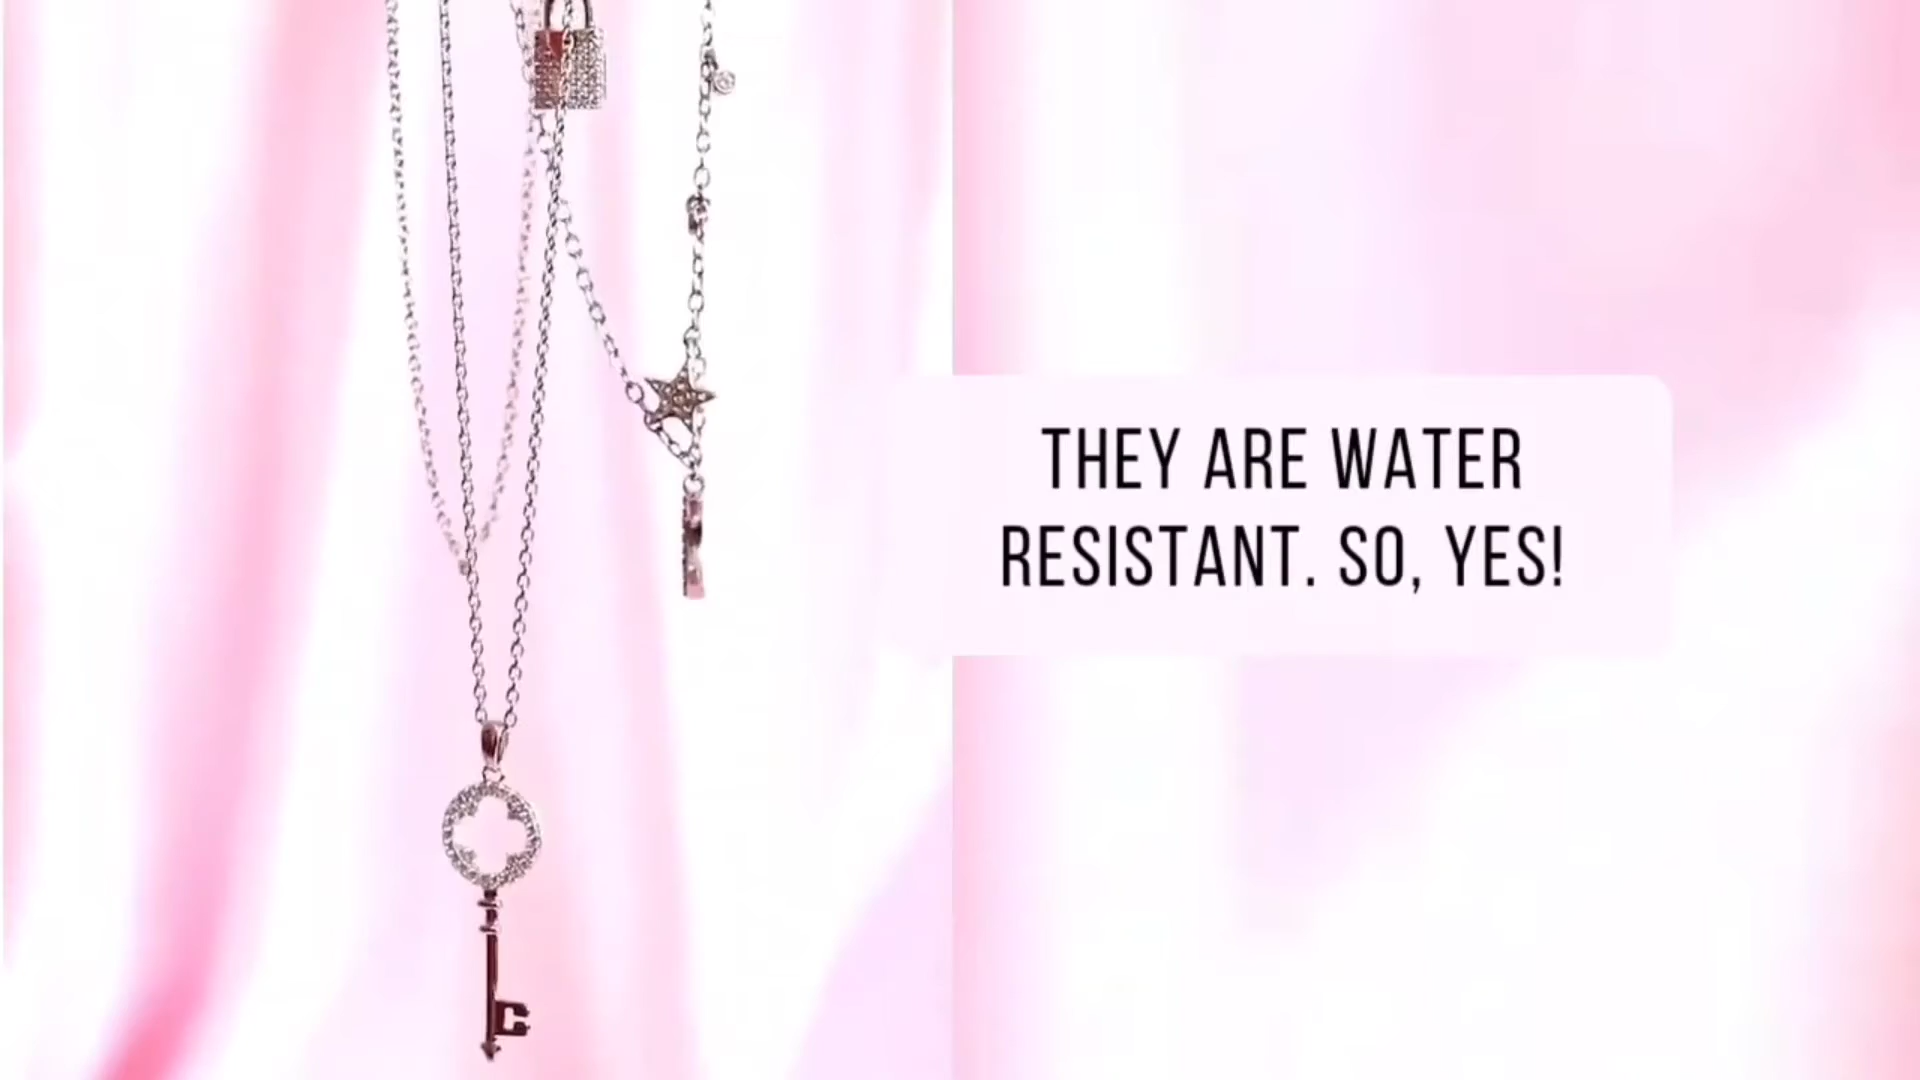 THEY ARE WATER
RESISTANT. SO, YES!